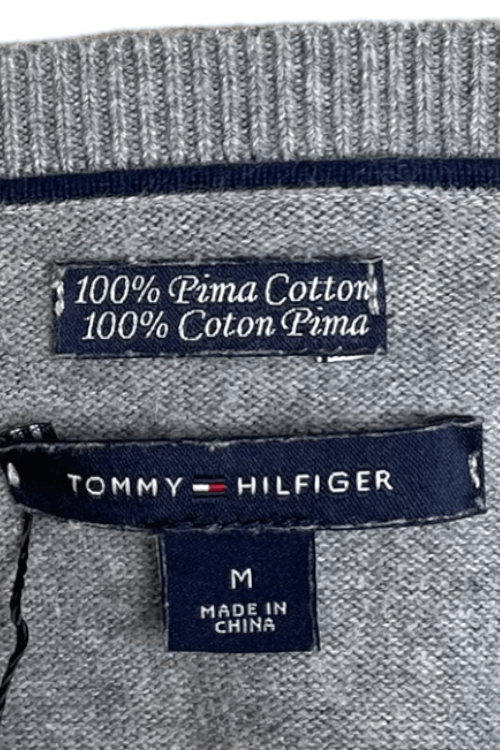 100% Pima Cotton
100% Coton Pima
TOMMY HILFIGER
M
MADE IN
CHINA